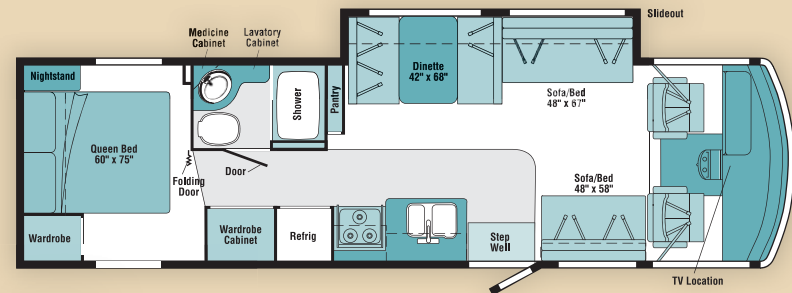 Slideout
Medicine
Cabinet
Lavatory
Cabinet
Nightstand
Dinette
42" x 68"
Shower
Pantry
Sofa/Bed
48" x 67"
Queen Bed
60" x 75"
Door
Folding
Door
Sofa/Bed
48" x 58"
Wardrobe
Wardrobe
Cabinet
Refrig
Step
Well
TV Location